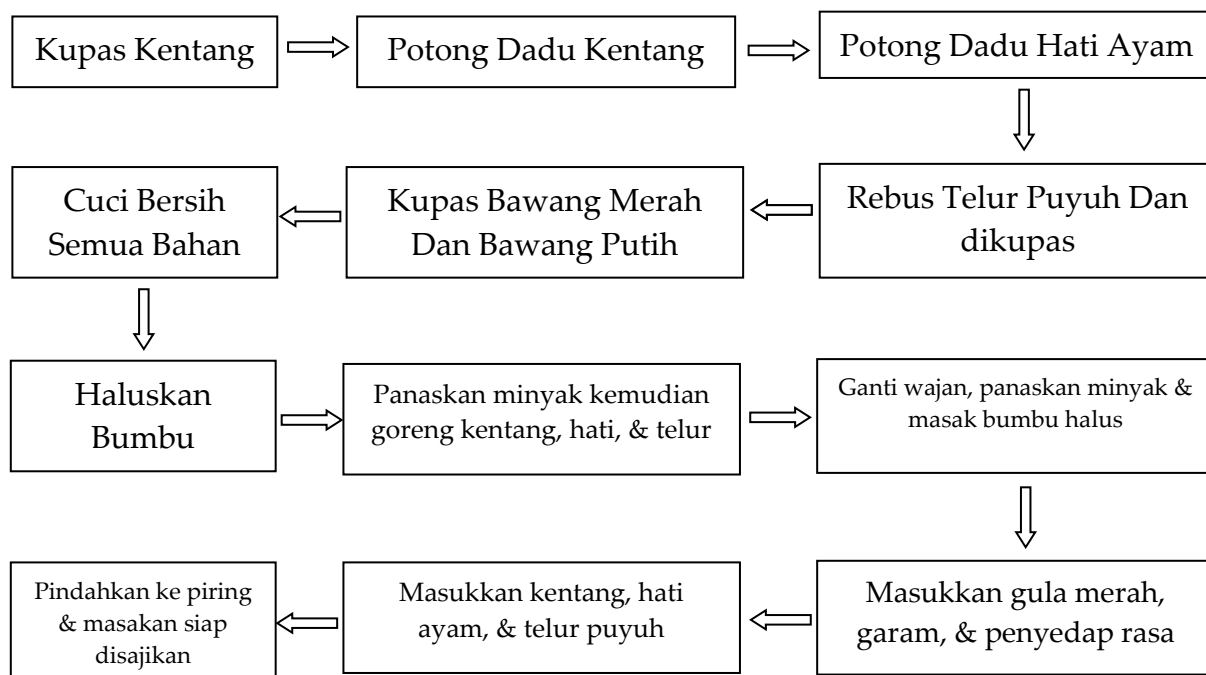 Kupas Kentang
Potong Dadu Kentang
Potong Dadu Hati Ayam
Rebus Telur Puyuh Dan
dikupas
Kupas Bawang Merah
Dan Bawang Putih
Cuci Bersih
Semua Bahan
Haluskan
Bumbu
Panaskan minyak kemudian
goreng kentang, hati, & telur
Ganti wajan, panaskan minyak &
masak bumbu halus
Masukkan gula merah,
garam, & penyedap rasa
Masukkan kentang, hati
ayam, & telur puyuh
Pindahkan ke piring
& masakan siap
disajikan